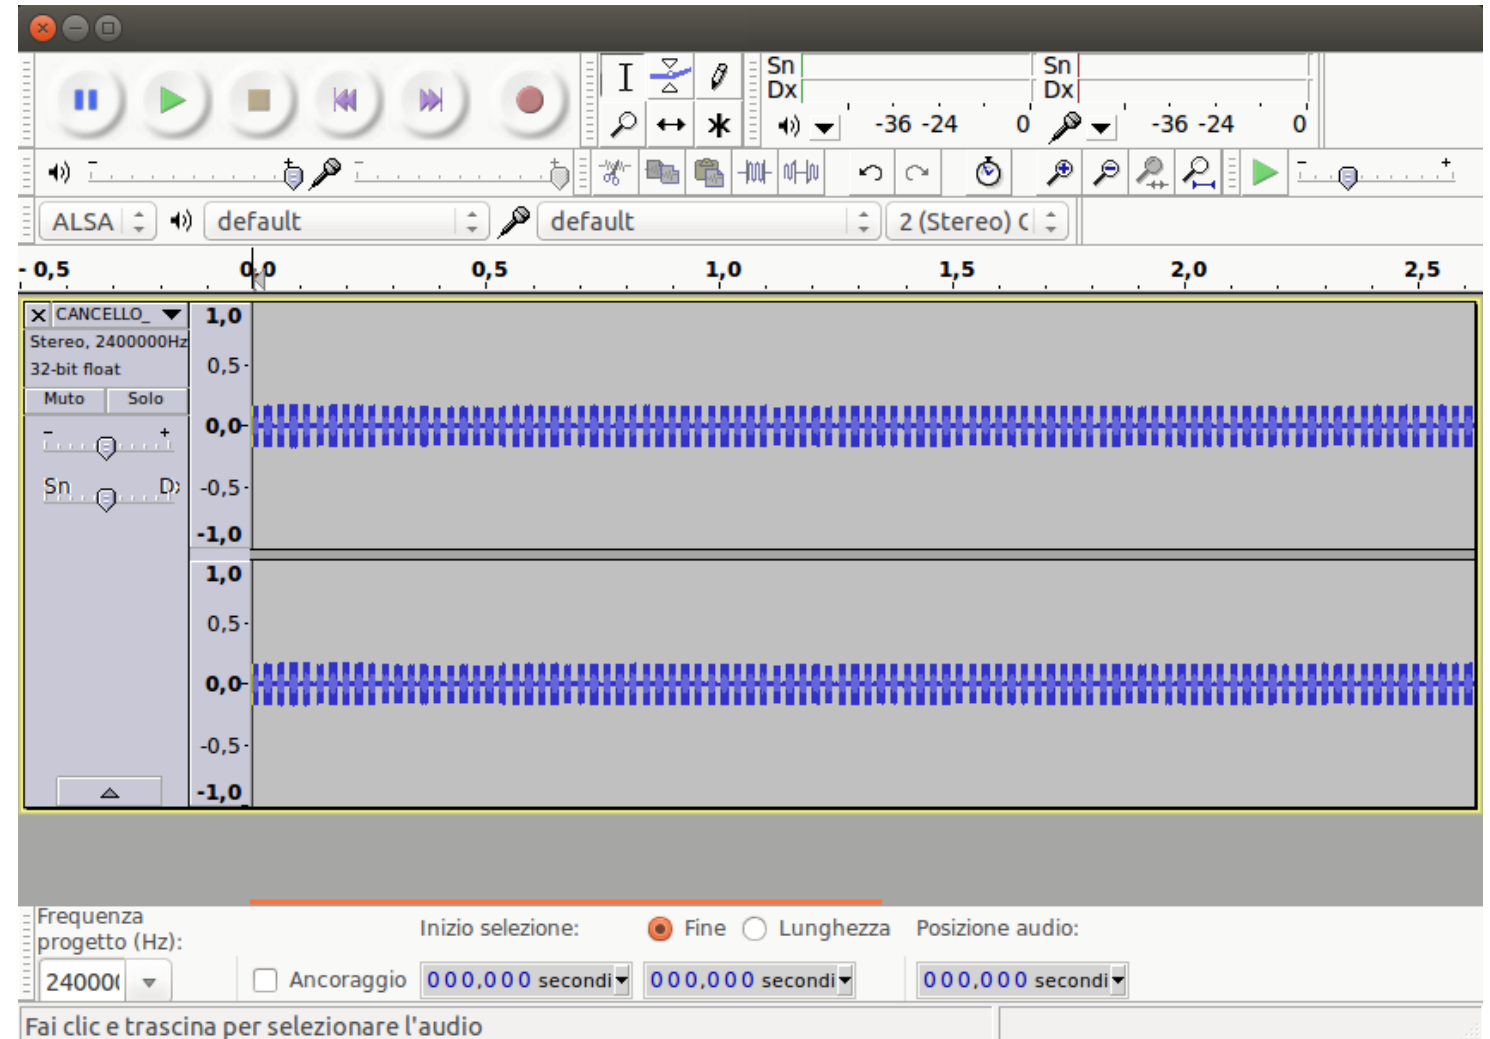 Sn
Dx
-36 -24 0
Sn
Dx
-36 -24 0
- +
- +
- +
ALSA
default
default
2 (Stereo) C
- 0,5 0,0 0,5 1,0 1,5 2,0 2,5
X CANCELLO_
Stereo, 2400000Hz
32-bit float
Muto Solo
- +
Sn D
1,0
0,5
0,0
-0,5
-1,0
1,0
0,5
0,0
-0,5
-1,0
Frequenza
progetto (Hz):
240000
Inizio selezione:
Fine
Lunghezza
Posizione audio:
Ancoraggio
000,000 secondi
000,000 secondi
000,000 secondi
Fai clic e trascina per selezionare l'audio